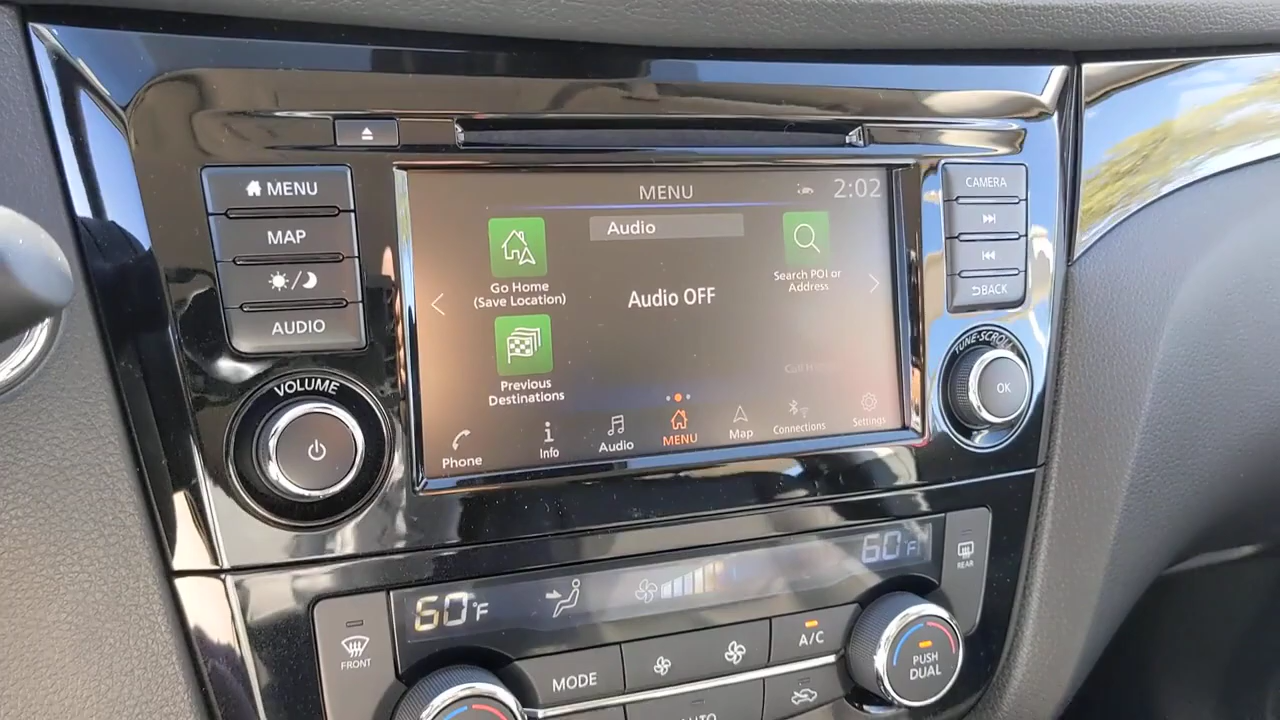 MENU
MAP
AUDIO
VOLUME
MENU
2:02
Audio
Go Home
(Save Location)
Search POI or
Address
Audio OFF
Previous
Destinations
Phone
Info
Audio
MENU
Map
Connections
Settings
CAMERA
BACK
TUNE·SCROLL
OK
60°F
60°F
FRONT
REAR
MODE
A/C
PUSH
DUAL
AUTO